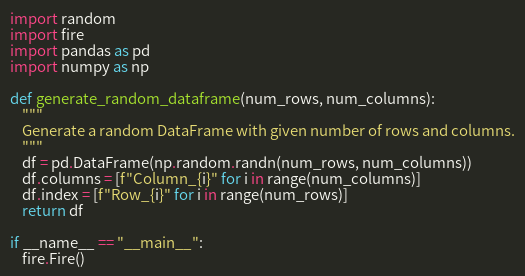 import random
import fire
import pandas as pd
import numpy as np

def generate_random_dataframe(num_rows, num_columns):
    """
    Generate a random DataFrame with given number of rows and columns.
    """
    df = pd.DataFrame(np.random.randn(num_rows, num_columns))
    df.columns = [f"Column_{i}" for i in range(num_columns)]
    df.index = [f"Row_{i}" for i in range(num_rows)]
    return df

if __name__ == "__main__":
    fire.Fire()